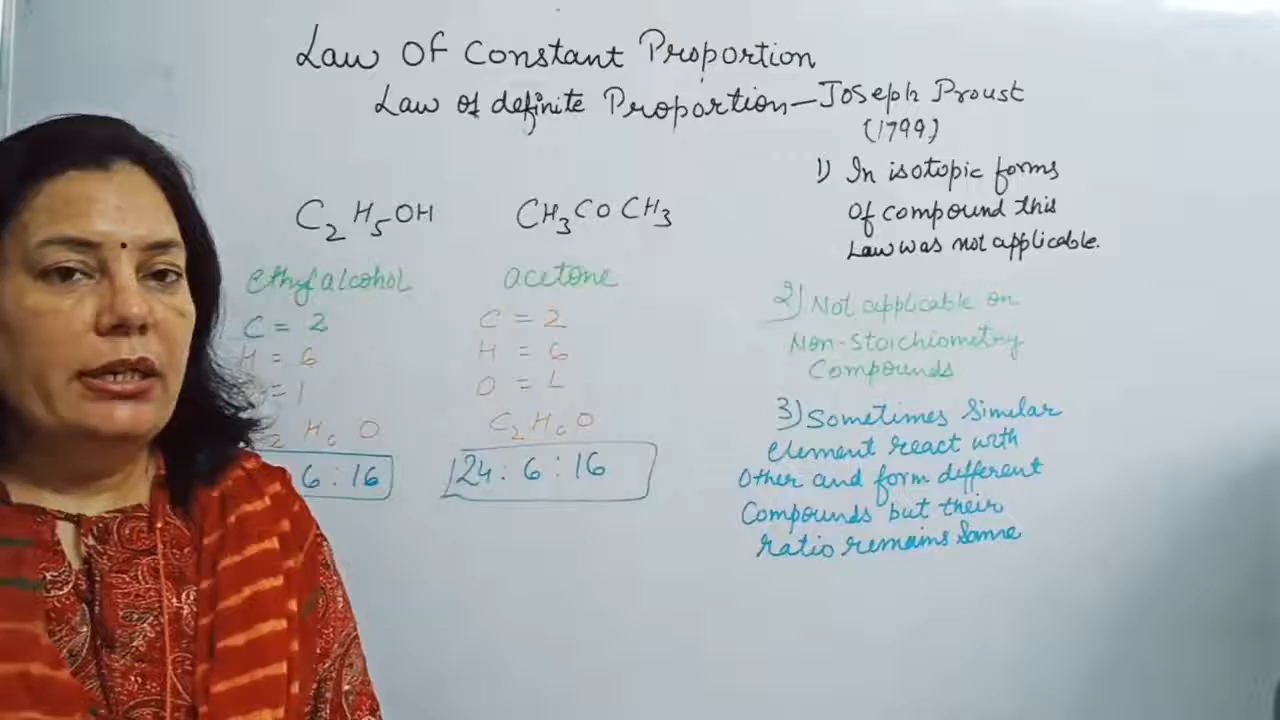 Law Of Constant Proportion
Law of definite Proportion — Joseph Proust
(1799)
C2H5OH
CH3COCH3
ethyl alcohol
C = 2
H = 6
= 1
2 H6 O
6 : 16
acetone
C = 2
H = 6
O = 1
C2H6O
24 : 6 : 16
1) In isotopic forms
Of compound this
Law was not applicable.
2) Not applicable on
Non-Stoichiometry
Compounds
3) Sometimes Similar
element react with
Other and form different
Compounds but their
ratio remains Same